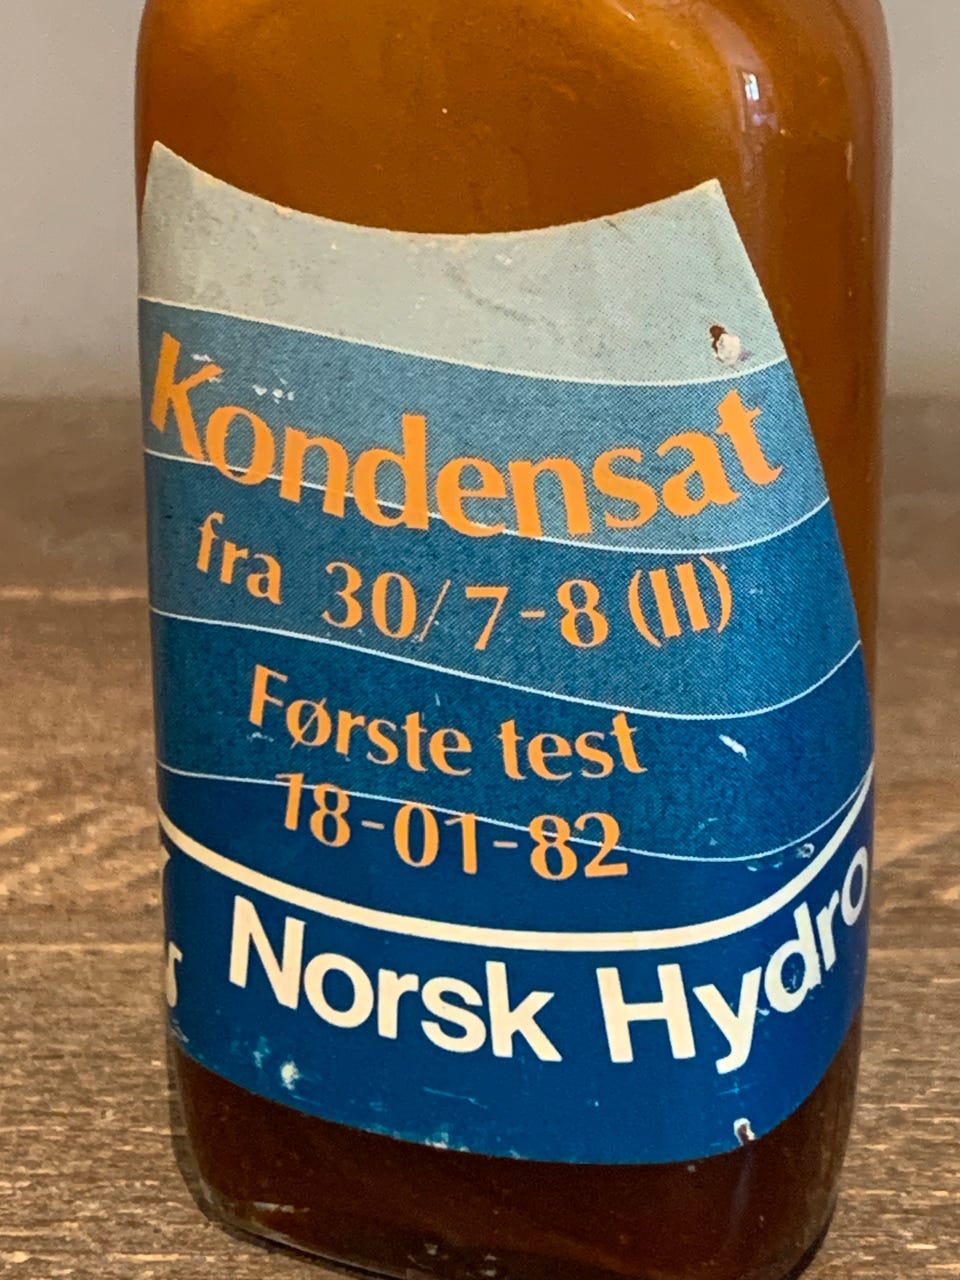 Kondensat
fra 30/7-8 (II)
Første test
18-01-82
Norsk Hydro